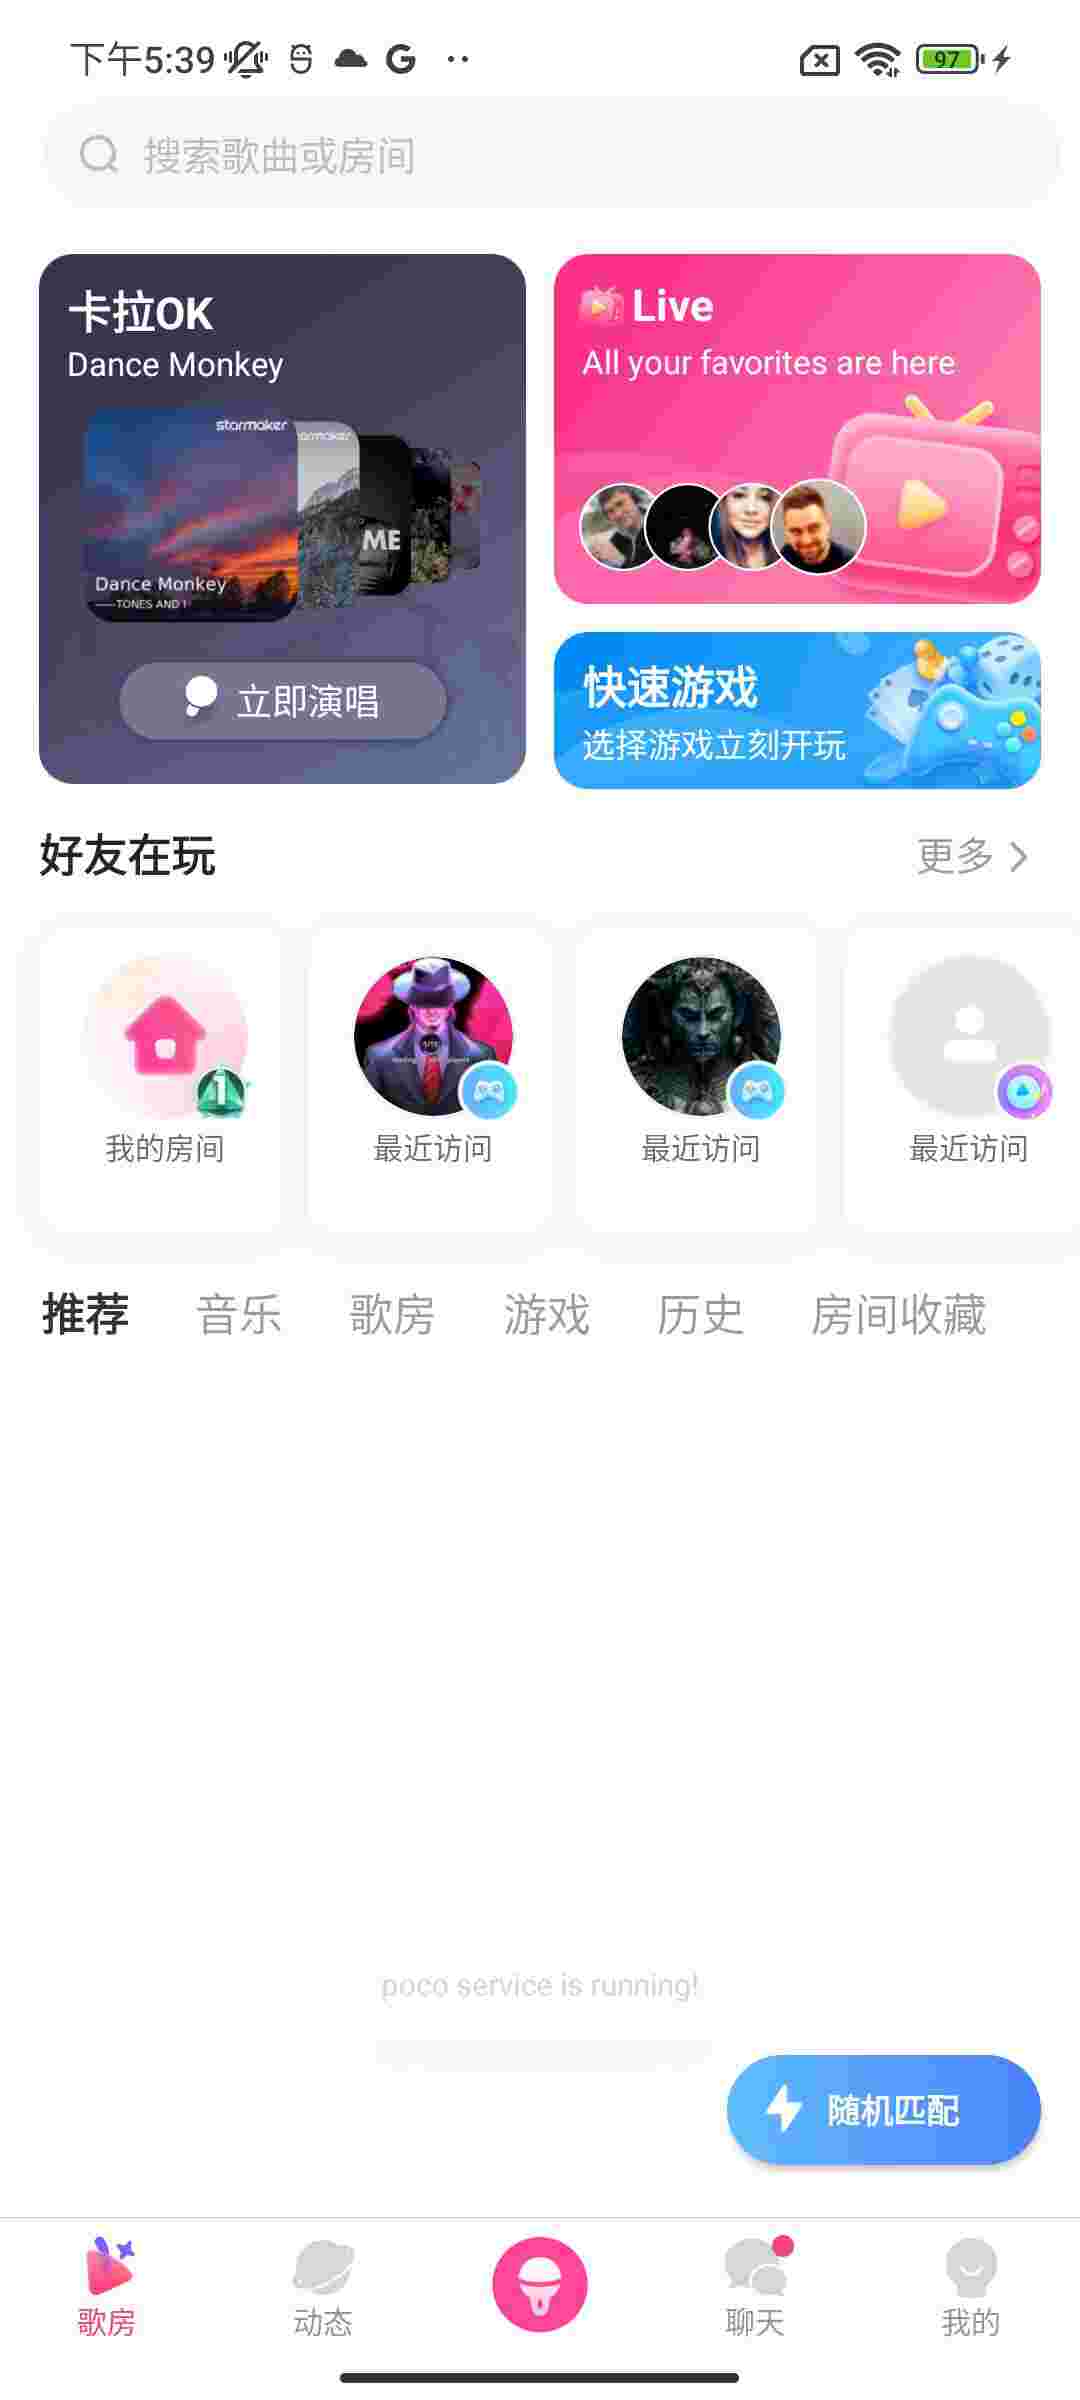 下午5:39
97
搜索歌曲或房间
卡拉OK
Dance Monkey
starmaker
starmaker
ME
Dance Monkey
——TONES AND I
立即演唱
Live
All your favorites are here
快速游戏
选择游戏立刻开玩
好友在玩
更多
1
我的房间
最近访问
最近访问
最近访问
推荐 音乐 歌房 游戏 历史 房间收藏
poco service is running!
随机匹配
歌房 动态 聊天 我的